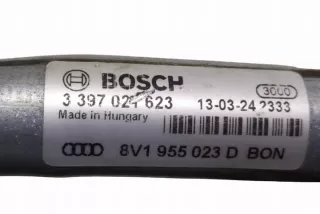 BOSCH
3000
3 397 021 623 13-03-24 2333
Made in Hungary
8V1 955 023 D BON